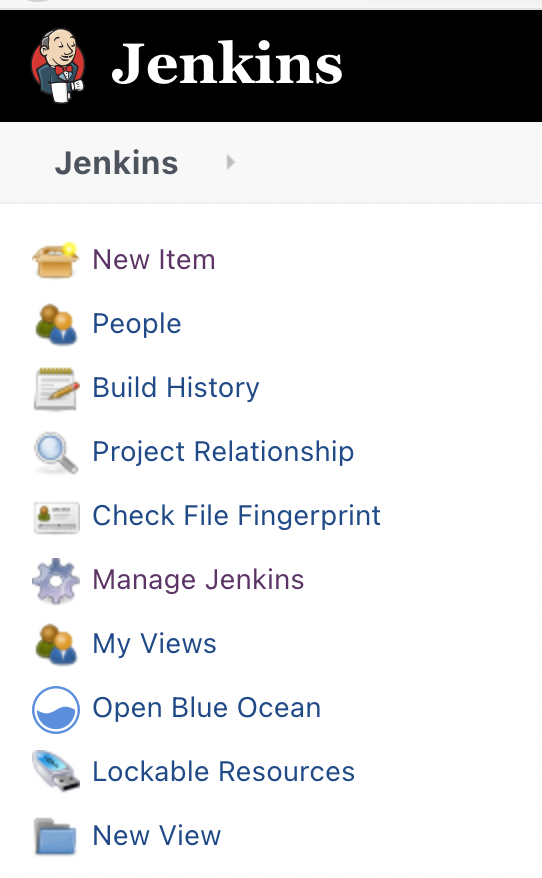 Jenkins
Jenkins
New Item
People
Build History
Project Relationship
Check File Fingerprint
Manage Jenkins
My Views
Open Blue Ocean
Lockable Resources
New View